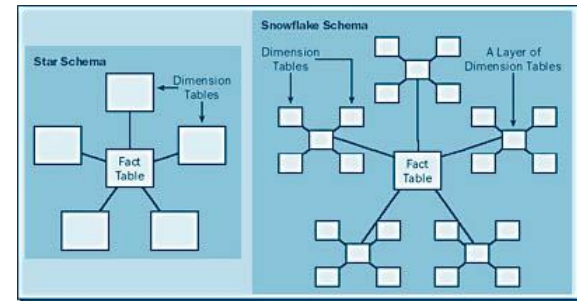 Star Schema
Dimension
Tables
Fact
Table
Snowflake Schema
Dimension
Tables
A Layer of
Dimension Tables
Fact
Table